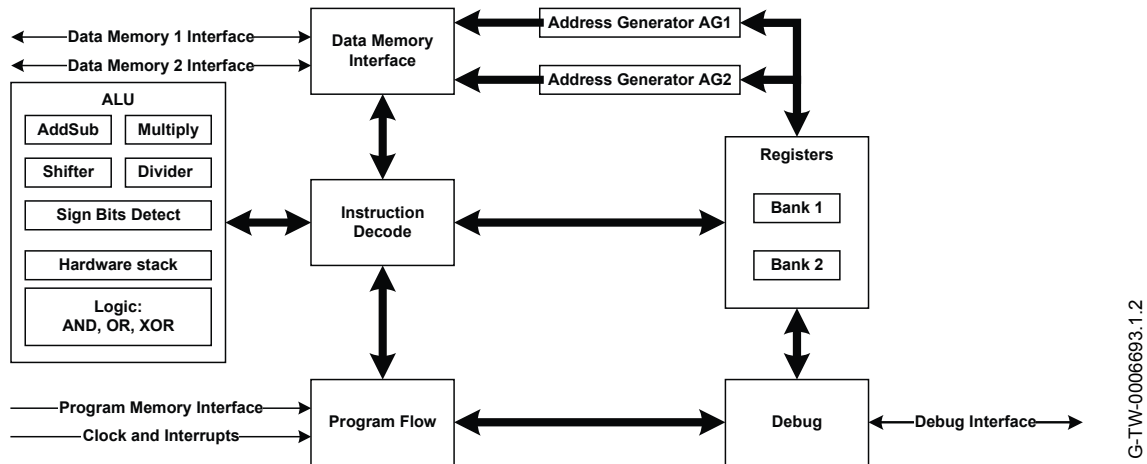 Data Memory 1 Interface
Data Memory 2 Interface
Data Memory
Interface
Address Generator AG1
Address Generator AG2
ALU
AddSub
Multiply
Shifter
Divider
Sign Bits Detect
Hardware stack
Logic:
AND, OR, XOR
Instruction
Decode
Registers
Bank 1
Bank 2
Program Memory Interface
Clock and Interrupts
Program Flow
Debug
Debug Interface
G-TW-0006693.1.2